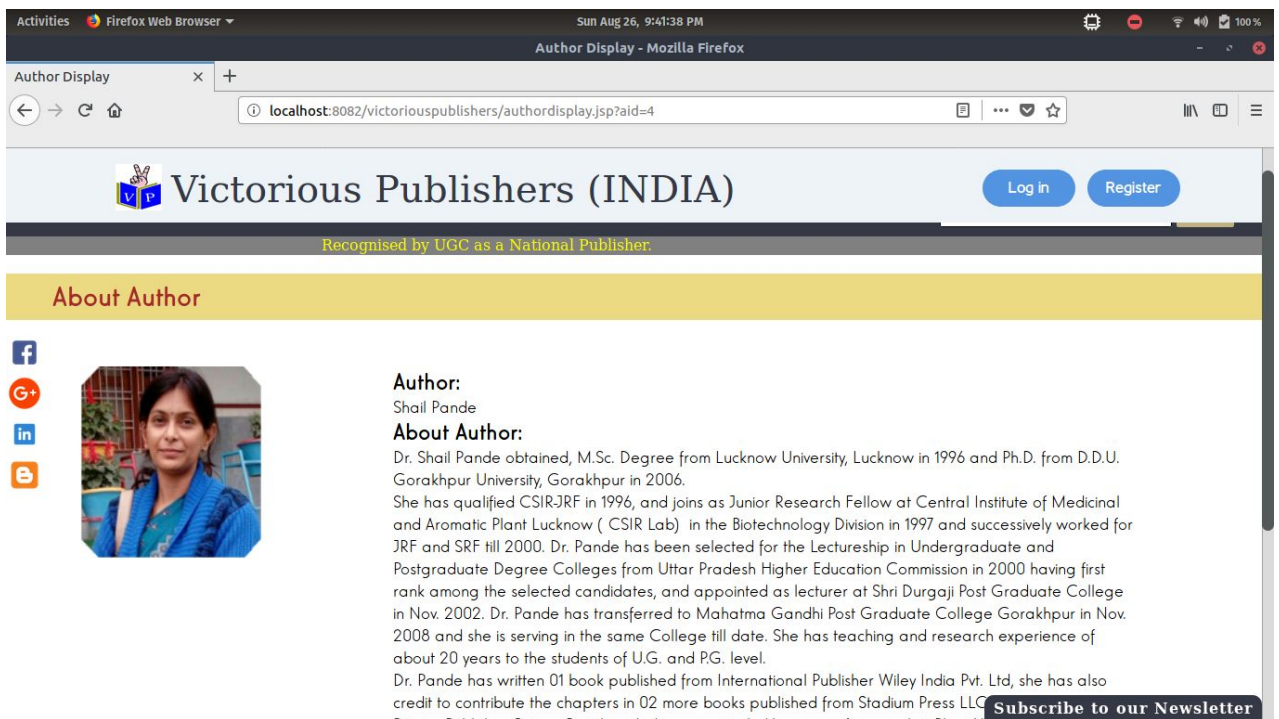 Activities Firefox Web Browser Sun Aug 26, 9:41:38 PM 100 %
Author Display - Mozilla Firefox
Author Display
localhost:8082/victoriouspublishers/authordisplay.jsp?aid=4
V P
Victorious Publishers (INDIA)
Log in
Register
Recognised by UGC as a National Publisher.
About Author
G+
in
Author:
Shail Pande
About Author:
Dr. Shail Pande obtained, M.Sc. Degree from Lucknow University, Lucknow in 1996 and Ph.D. from D.D.U.
Gorakhpur University, Gorakhpur in 2006.
She has qualified CSIR-JRF in 1996, and joins as Junior Research Fellow at Central Institute of Medicinal
and Aromatic Plant Lucknow ( CSIR Lab) in the Biotechnology Division in 1997 and successively worked for
JRF and SRF till 2000. Dr. Pande has been selected for the Lectureship in Undergraduate and
Postgraduate Degree Colleges from Uttar Pradesh Higher Education Commission in 2000 having first
rank among the selected candidates, and appointed as lecturer at Shri Durgaji Post Graduate College
in Nov. 2002. Dr. Pande has transferred to Mahatma Gandhi Post Graduate College Gorakhpur in Nov.
2008 and she is serving in the same College till date. She has teaching and research experience of
about 20 years to the students of U.G. and P.G. level.
Dr. Pande has written 01 book published from International Publisher Wiley India Pvt. Ltd, she has also
credit to contribute the chapters in 02 more books published from Stadium Press LLC
Subscribe to our Newsletter